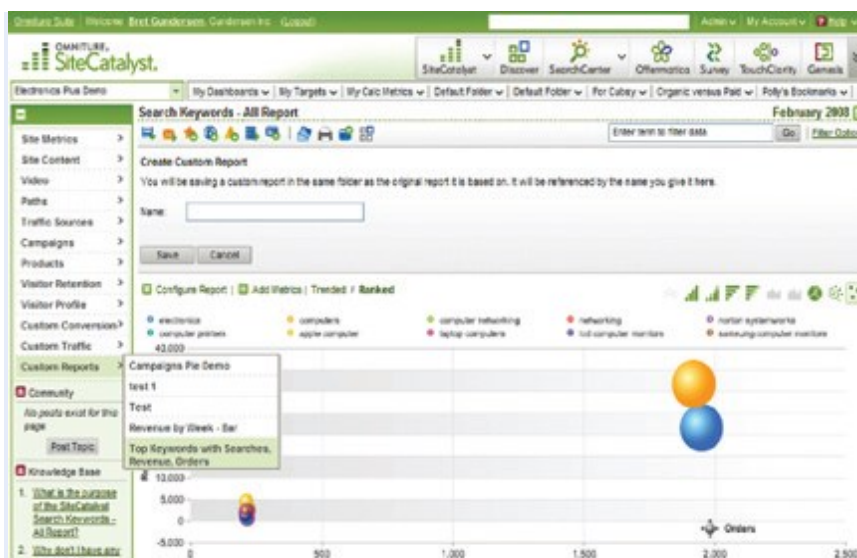 Omniture Suite | Welcome Bret Gundersen, Gundersen Inc (Logout)
Admin My Account Help
OMNITURE.
SiteCatalyst.
SiteCatalyst Discover SearchCenter Offermatica Survey TouchClarity Genesis
Electronics Plus Demo My Dashboards My Targets My Calc Metrics Default Folder Default Folder For Cubay Organic versus Paid Polly's Bookmarks
Search Keywords - All Report February 2008
Enter term to filter data Go Filter
Site Metrics
Site Content
Video
Paths
Traffic Sources
Campaigns
Products
Visitor Retention
Visitor Profile
Custom Conversion
Custom Traffic
Custom Reports
Create Custom Report
You will be saving a custom report in the same folder as the original report it is based on. It will be referenced by the name you give it here.
Name:
Save Cancel
Configure Report | Add Metrics | Trended / Ranked
electronics computers computer networking networking norton systemworks
computer printers apple computer laptop computers lcd computer monitors samsung computer monitors
40,000
Campaigns Pie Demo
test 1
Test
Revenue by Week - Bar
Top Keywords with Searches,
Revenue, Orders
10,000
5,000
0
-5,000
0 500 1,000 1,500 2,000 2,500
Orders
Community
No posts exist for this
page
Post Topic
Knowledge Base
1. What is the purpose
of the SiteCatalyst
Search Keywords -
All Report?
2. Why don't I have any